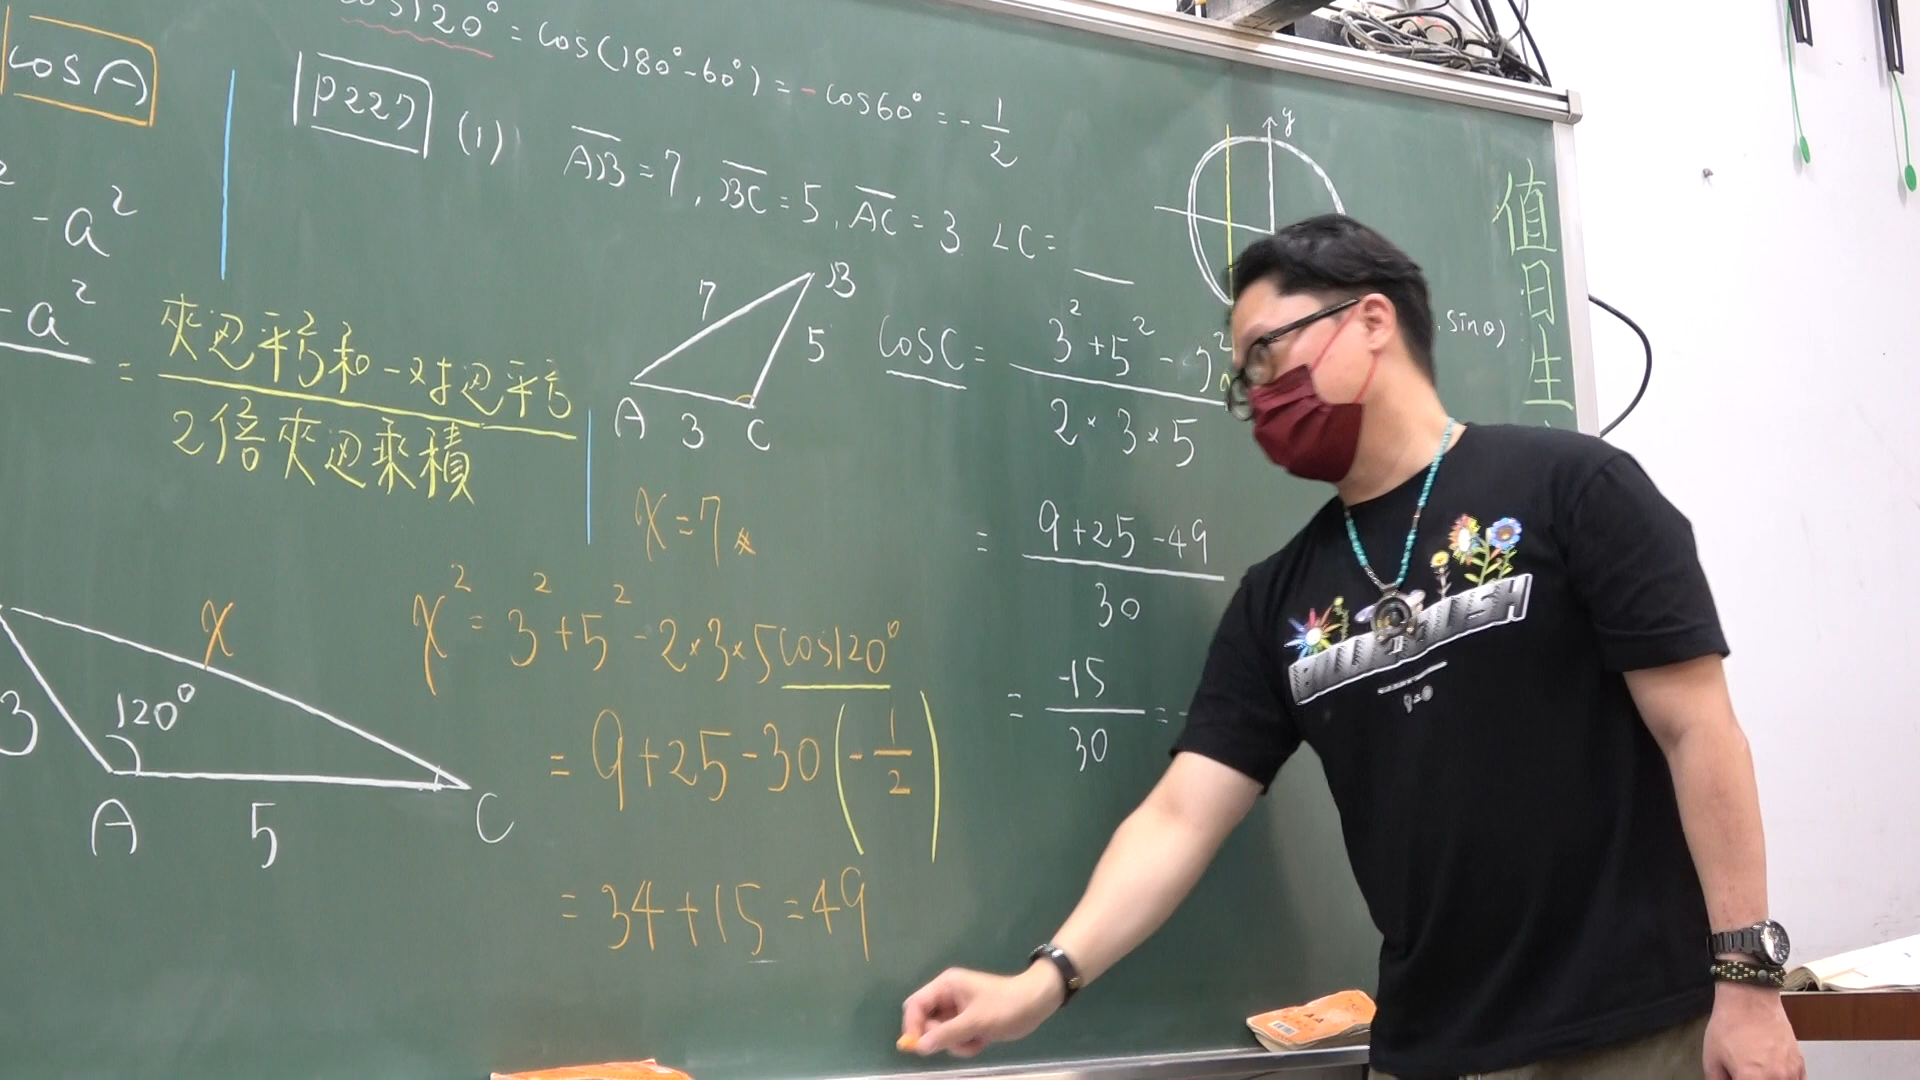 cos120° = cos(180°-60°) = -cos60° = -1/2
cosA
P227 (1) AB = 7, BC = 5, AC = 3 ∠C = __
-a²
-a²
= 夾邊平方和-對邊平方 / 2倍夾邊乘積
7 B 5 A 3 C
cosC = 3²+5²-7² / 2×3×5
= 9+25-49 / 30
= -15/30 = -
x=7
x² = 3²+5²-2×3×5cos120°
= 9+25-30(-1/2)
= 34+15=49
x 3 120° A 5 C
y
, sinθ)
值日生